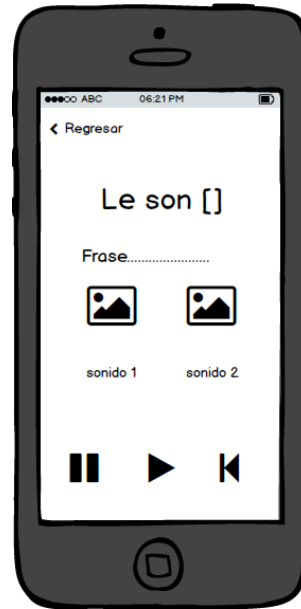 ABC 06:21 PM
< Regresar
Le son []
Frase......................
sonido 1 sonido 2